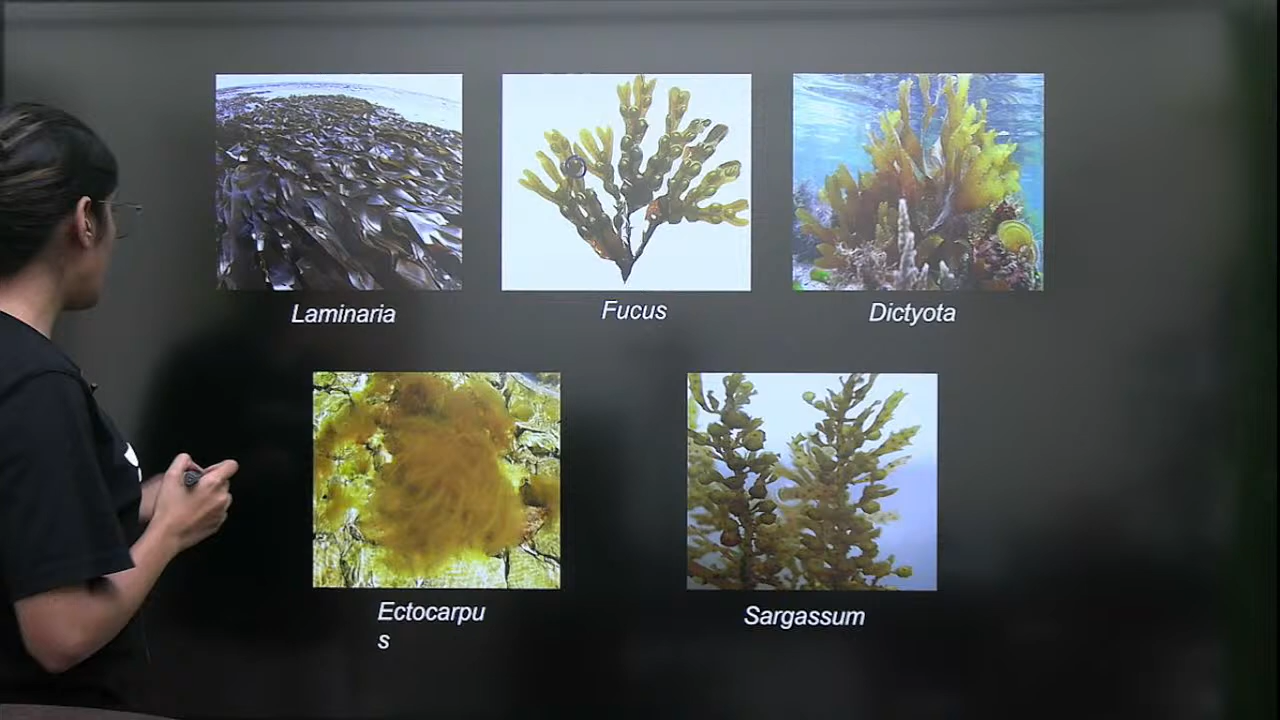 Laminaria
Fucus
Dictyota
Ectocarpu
s
Sargassum